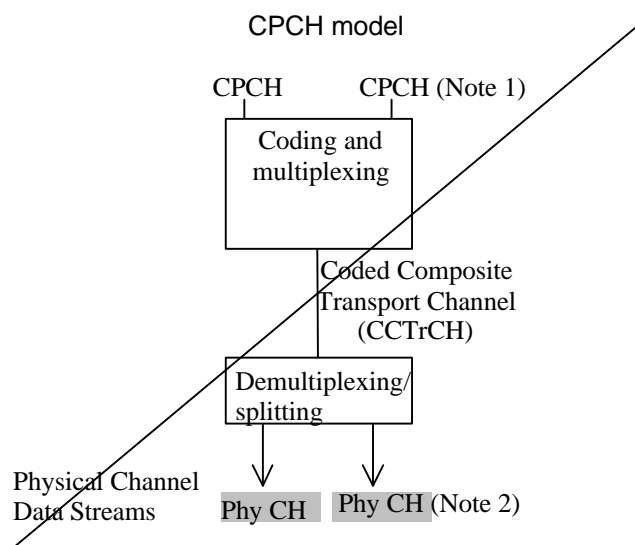 CPCH model
CPCH CPCH (Note 1)
Coding and
multiplexing
Coded Composite
Transport Channel
(CCTrCH)
Demultiplexing/
splitting
Physical Channel
Data Streams
Phy CH Phy CH (Note 2)